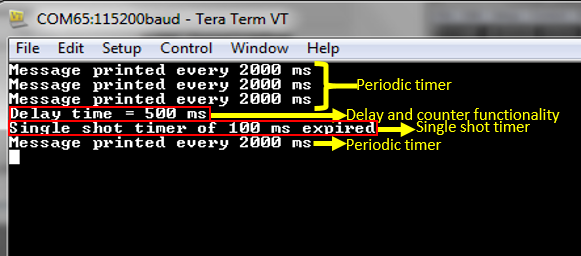 COM65:115200baud - Tera Term VT
File Edit Setup Control Window Help
Message printed every 2000 ms
Message printed every 2000 ms Periodic timer
Message printed every 2000 ms
Delay time = 500 ms Delay and counter functionality
Single shot timer of 100 ms expired Single shot timer
Message printed every 2000 ms Periodic timer